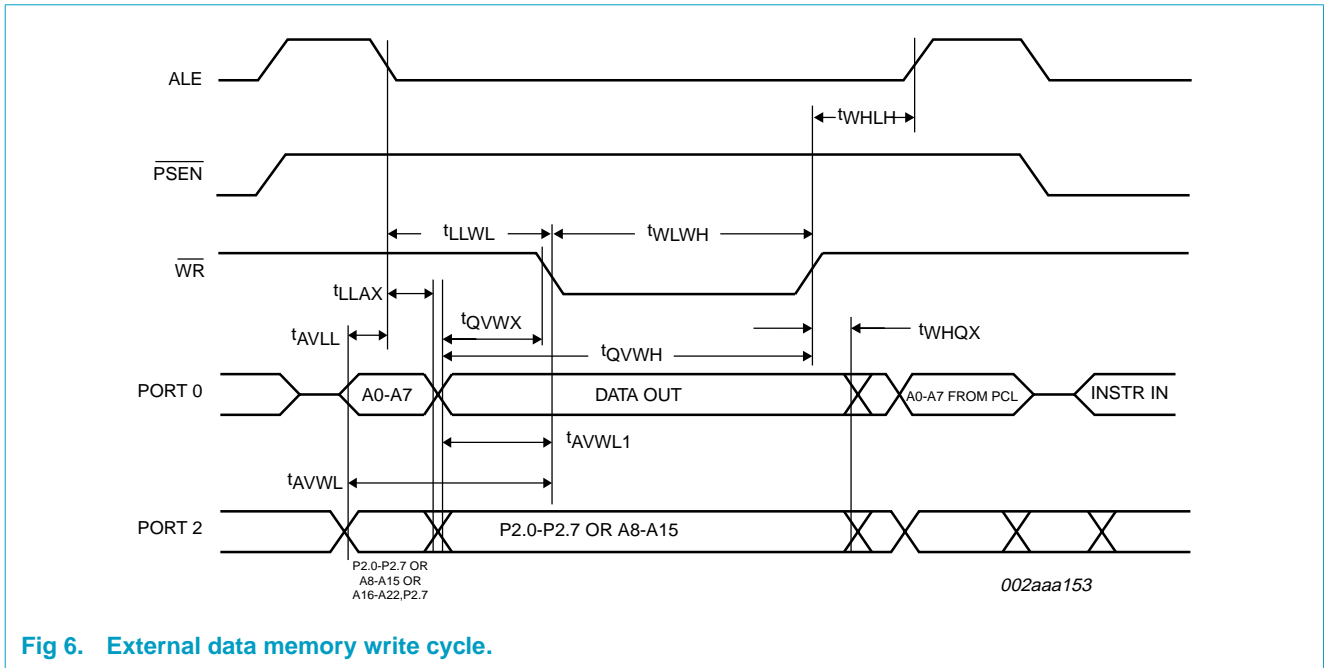 ALE
tWHLH
PSEN
tLLWL
tWLWH
WR
tLLAX
tQVWX
tAVLL
tWHQX
tQVWH
PORT 0
A0-A7
DATA OUT
A0-A7 FROM PCL
INSTR IN
tAVWL1
tAVWL
PORT 2
P2.0-P2.7 OR A8-A15
P2.0-P2.7 OR
A8-A15 OR
A16-A22,P2.7
002aaa153
Fig 6. External data memory write cycle.